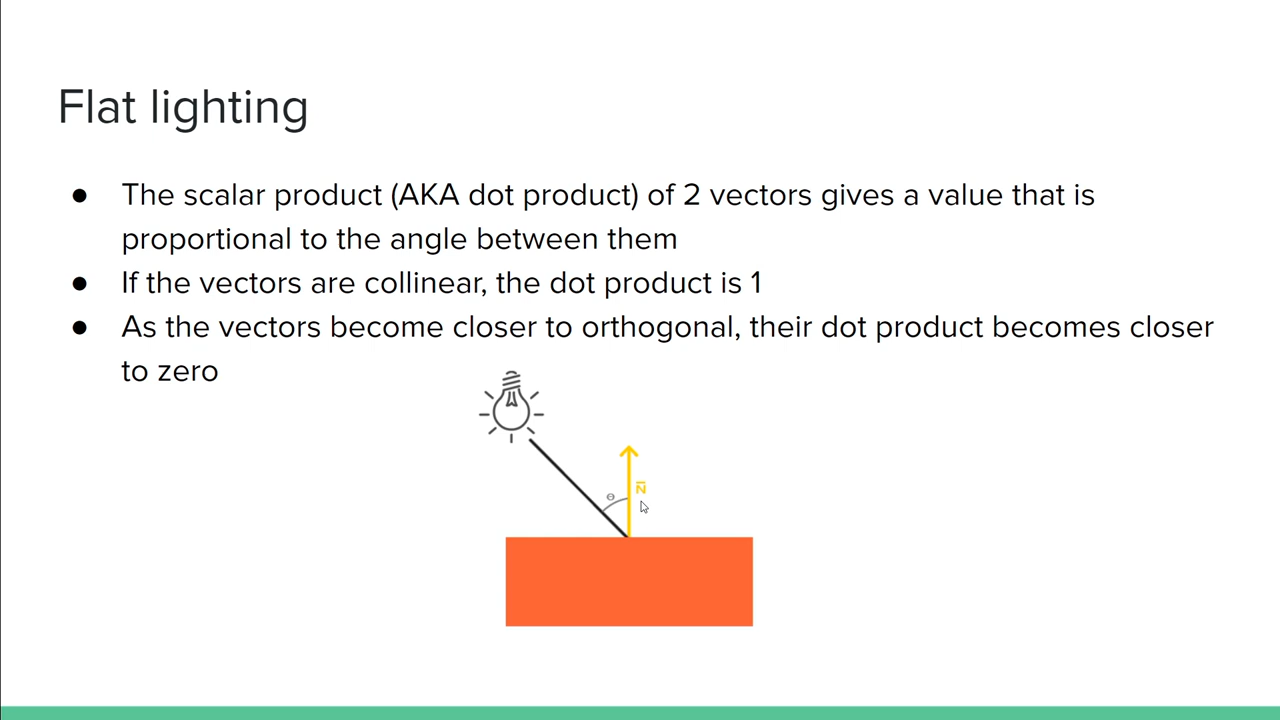 Flat lighting
● The scalar product (AKA dot product) of 2 vectors gives a value that is
proportional to the angle between them
● If the vectors are collinear, the dot product is 1
● As the vectors become closer to orthogonal, their dot product becomes closer
to zero
Θ
N̅